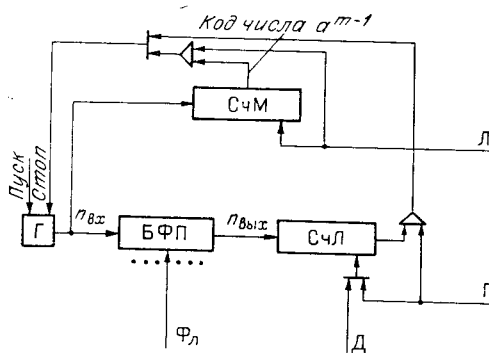 Код числа a^{m-1}
СчМ
Л
Пуск
Стоп
n_{вх}
n_{вых}
Г
БФП
СчЛ
Ф_Л
Д